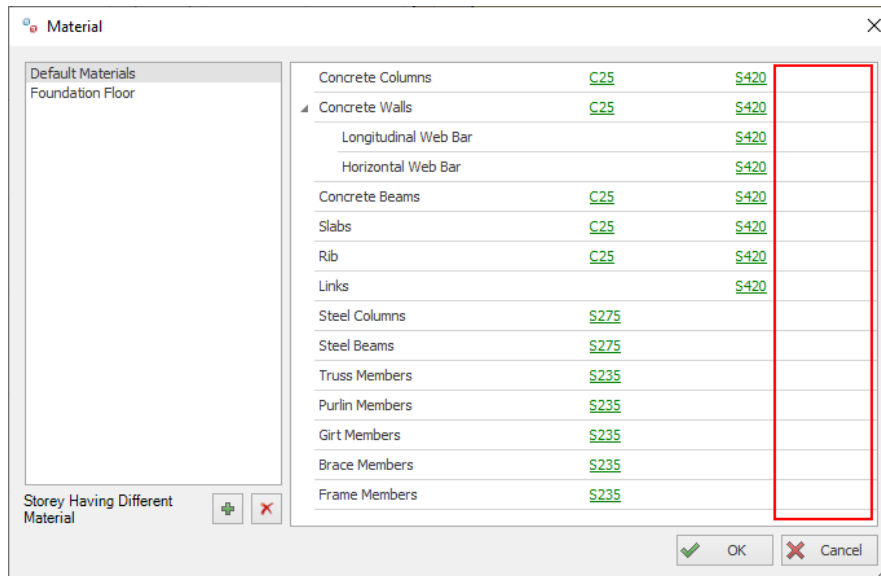 Material
Default Materials
Foundation Floor
Concrete Columns C25 S420
Concrete Walls C25 S420
Longitudinal Web Bar S420
Horizontal Web Bar S420
Concrete Beams C25 S420
Slabs C25 S420
Rib C25 S420
Links S420
Steel Columns S275
Steel Beams S275
Truss Members S235
Purlin Members S235
Girt Members S235
Brace Members S235
Frame Members S235
Storey Having Different
Material
OK Cancel